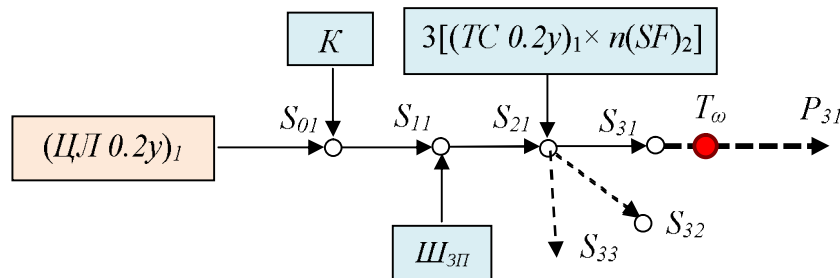 К
3[(ТС 0.2у)₁× n(SF)₂]
(ЦЛ 0.2у)₁
S₀₁
S₁₁
S₂₁
S₃₁
T_ω
P₃₁
Ш_ЗП
S₃₃
S₃₂